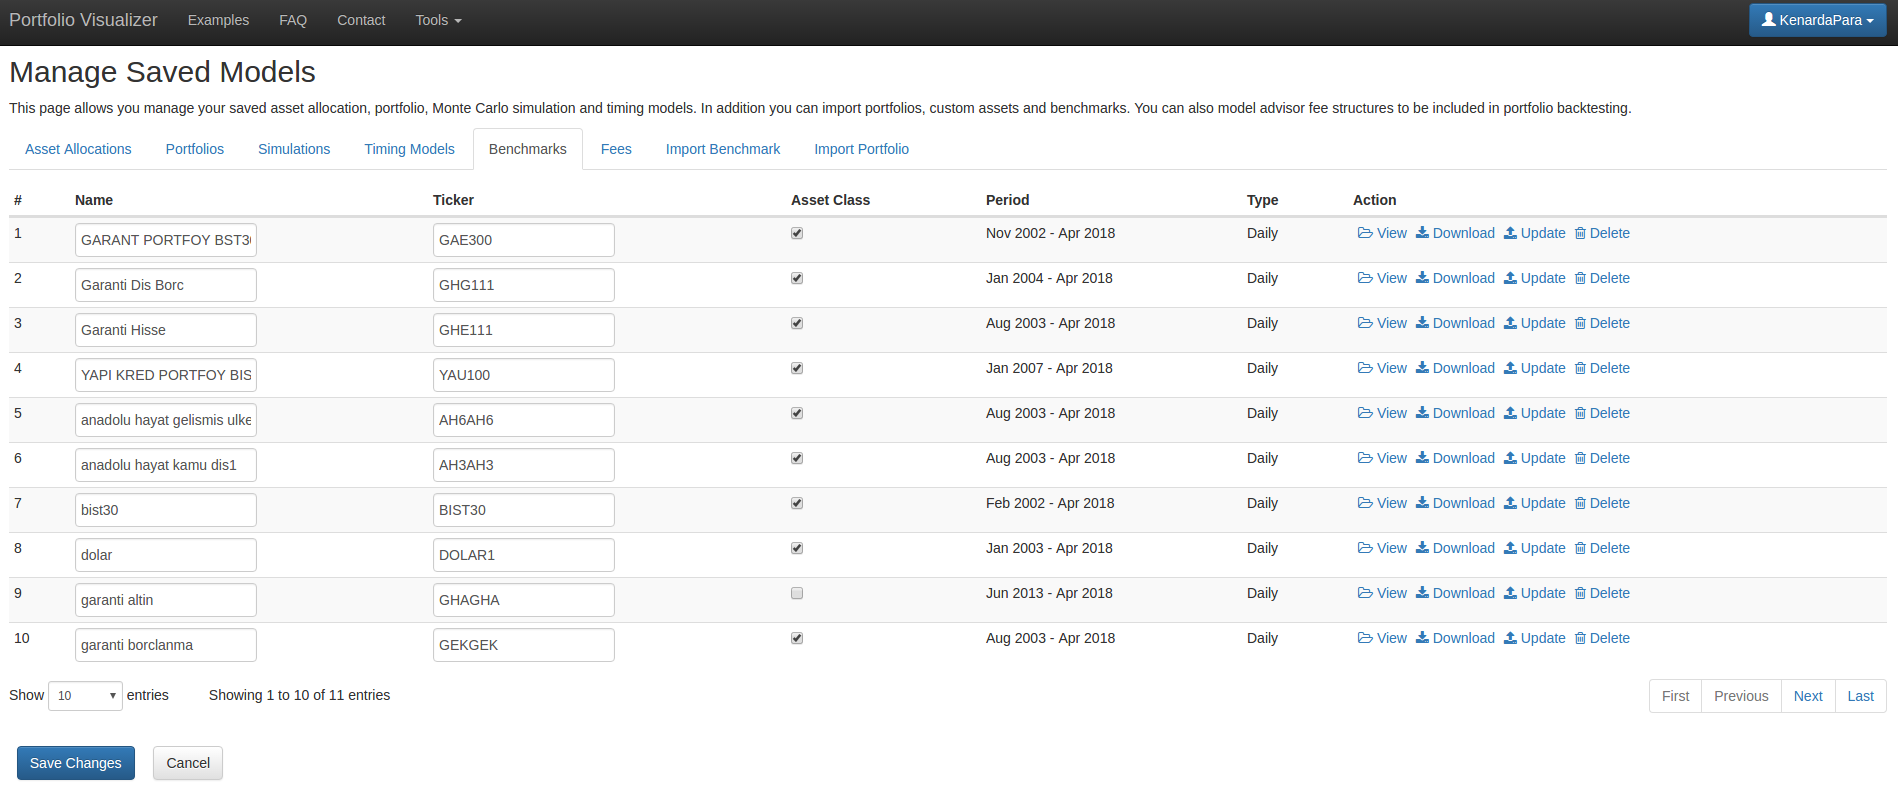 Portfolio Visualizer Examples FAQ Contact Tools KenardaPara
Manage Saved Models
This page allows you manage your saved asset allocation, portfolio, Monte Carlo simulation and timing models. In addition you can import portfolios, custom assets and benchmarks. You can also model advisor fee structures to be included in portfolio backtesting.
Asset Allocations Portfolios Simulations Timing Models Benchmarks Fees Import Benchmark Import Portfolio
# Name Ticker Asset Class Period Type Action
1 GARANT PORTFOY BST30 GAE300 Nov 2002 - Apr 2018 Daily View Download Update Delete
2 Garanti Dis Borc GHG111 Jan 2004 - Apr 2018 Daily View Download Update Delete
3 Garanti Hisse GHE111 Aug 2003 - Apr 2018 Daily View Download Update Delete
4 YAPI KRED PORTFOY BIS YAU100 Jan 2007 - Apr 2018 Daily View Download Update Delete
5 anadolu hayat gelismis ulke AH6AH6 Aug 2003 - Apr 2018 Daily View Download Update Delete
6 anadolu hayat kamu dis1 AH3AH3 Aug 2003 - Apr 2018 Daily View Download Update Delete
7 bist30 BIST30 Feb 2002 - Apr 2018 Daily View Download Update Delete
8 dolar DOLAR1 Jan 2003 - Apr 2018 Daily View Download Update Delete
9 garanti altin GHAGHA Jun 2013 - Apr 2018 Daily View Download Update Delete
10 garanti borclanma GEKGEK Aug 2003 - Apr 2018 Daily View Download Update Delete
Show 10 entries Showing 1 to 10 of 11 entries First Previous Next Last
Save Changes Cancel